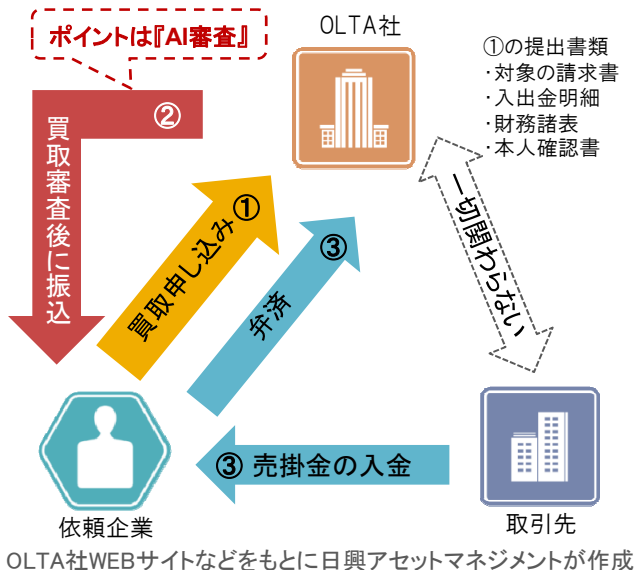 ポイントは『AI審査』
OLTA社
①の提出書類
・対象の請求書
・入出金明細
・財務諸表
・本人確認書
②
買取審査後に振込
買取申し込み①
③
弁済
一切関わらない
③ 売掛金の入金
依頼企業
取引先
OLTA社WEBサイトなどをもとに日興アセットマネジメントが作成